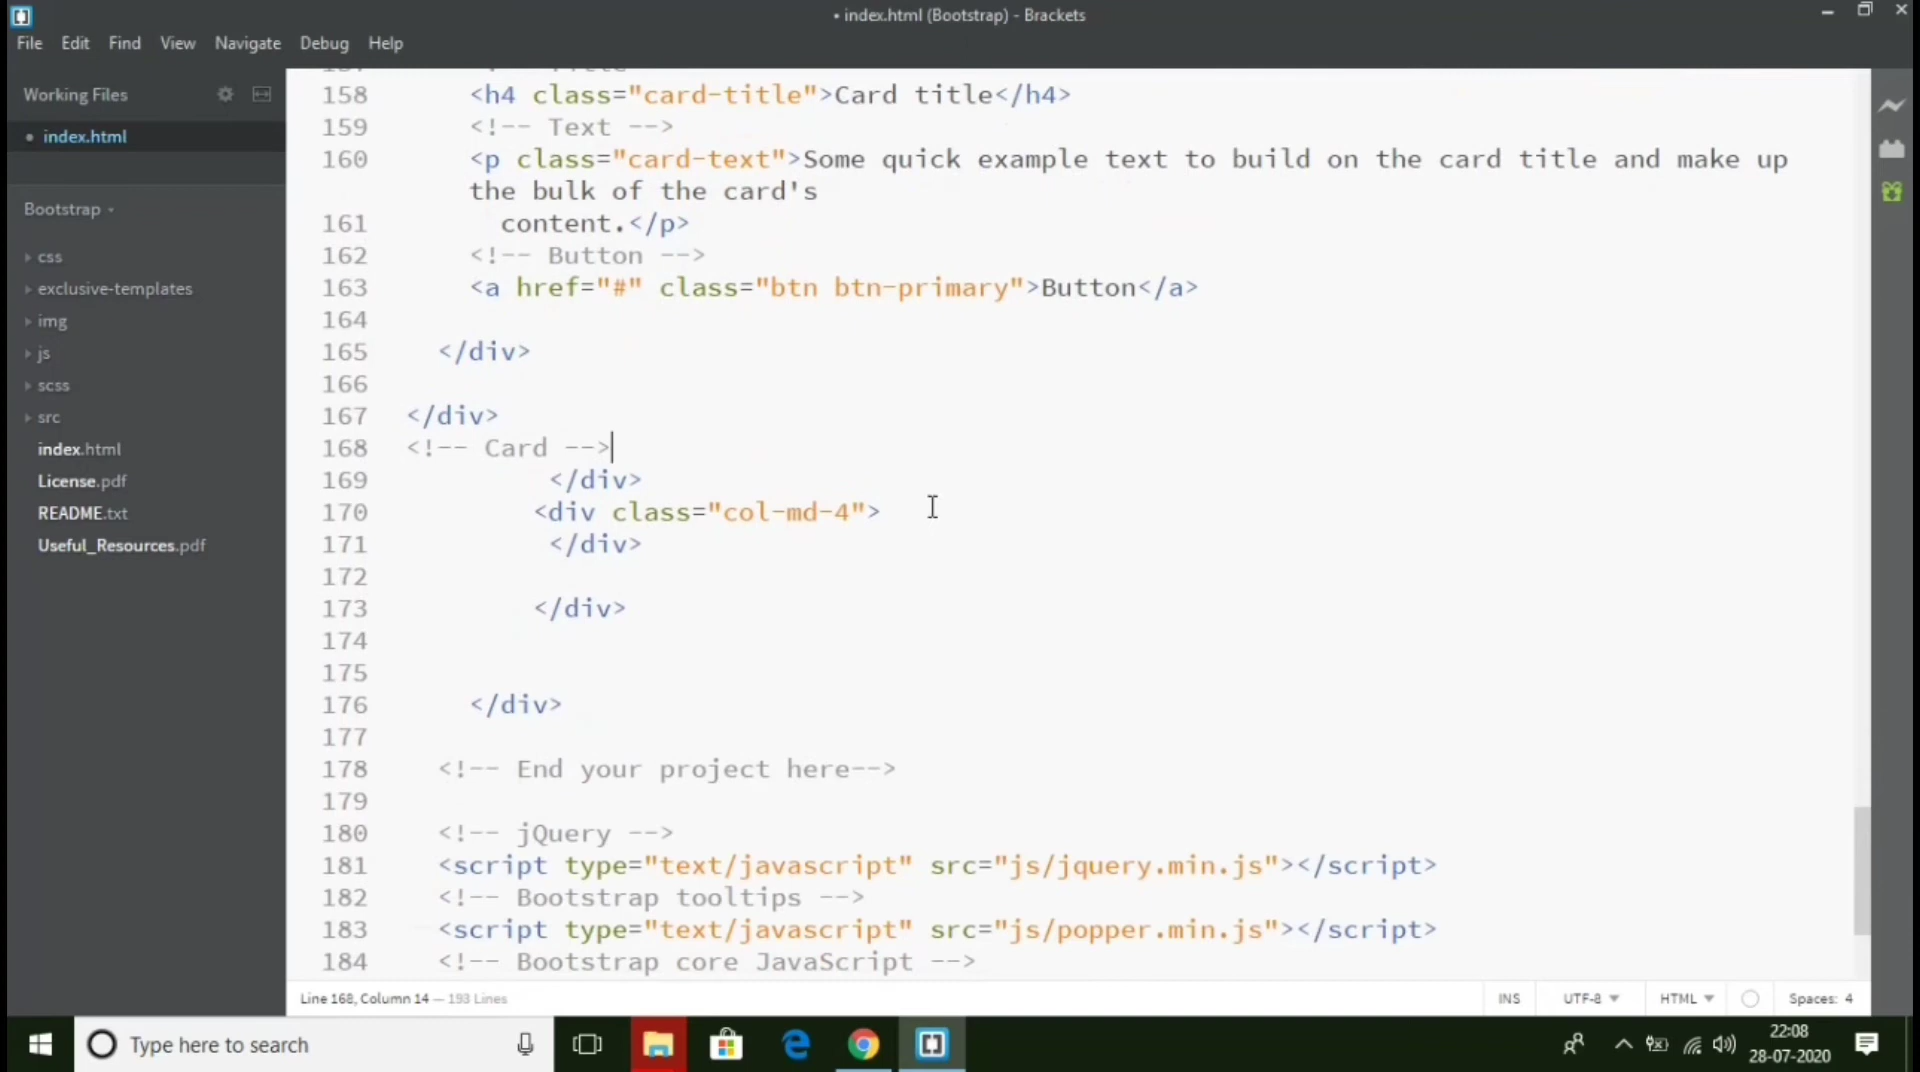 • index.html (Bootstrap) - Brackets
File Edit Find View Navigate Debug Help
Working Files
• index.html
Bootstrap
css
exclusive-templates
img
js
scss
src
index.html
License.pdf
README.txt
Useful_Resources.pdf
158 <h4 class="card-title">Card title</h4>
159 <!-- Text -->
160 <p class="card-text">Some quick example text to build on the card title and make up
the bulk of the card's
161 content.</p>
162 <!-- Button -->
163 <a href="#" class="btn btn-primary">Button</a>
164
165 </div>
166
167 </div>
168 <!-- Card -->
169 </div>
170 <div class="col-md-4">
171 </div>
172
173 </div>
174
175
176 </div>
177
178 <!-- End your project here-->
179
180 <!-- jQuery -->
181 <script type="text/javascript" src="js/jquery.min.js"></script>
182 <!-- Bootstrap tooltips -->
183 <script type="text/javascript" src="js/popper.min.js"></script>
184 <!-- Bootstrap core JavaScript -->
Line 168, Column 14 — 193 Lines
INS UTF-8 HTML Spaces: 4
Type here to search
22:08
28-07-2020